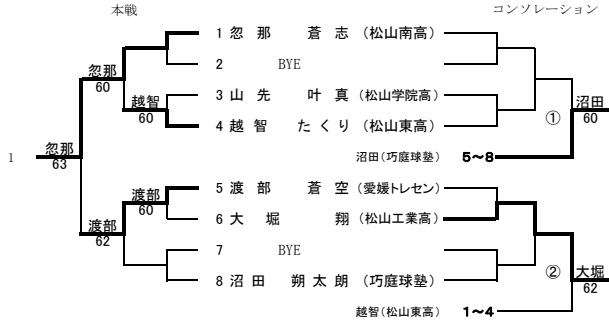 本戦 コンソレーション
1 忽那 蒼志 (松山南高)
2 BYE
忽那
60
3 山先 叶真 (松山学院高)
越智
60
沼田
60
4 越智 たくり (松山東高)
①
1
忽那
63
沼田(巧庭球塾) 5~8
5 渡部 蒼空 (愛媛トレセン)
渡部
60
6 大堀 翔 (松山工業高)
渡部
62
7 BYE
②
大堀
62
8 沼田 朔太朗 (巧庭球塾)
越智(松山東高) 1~4